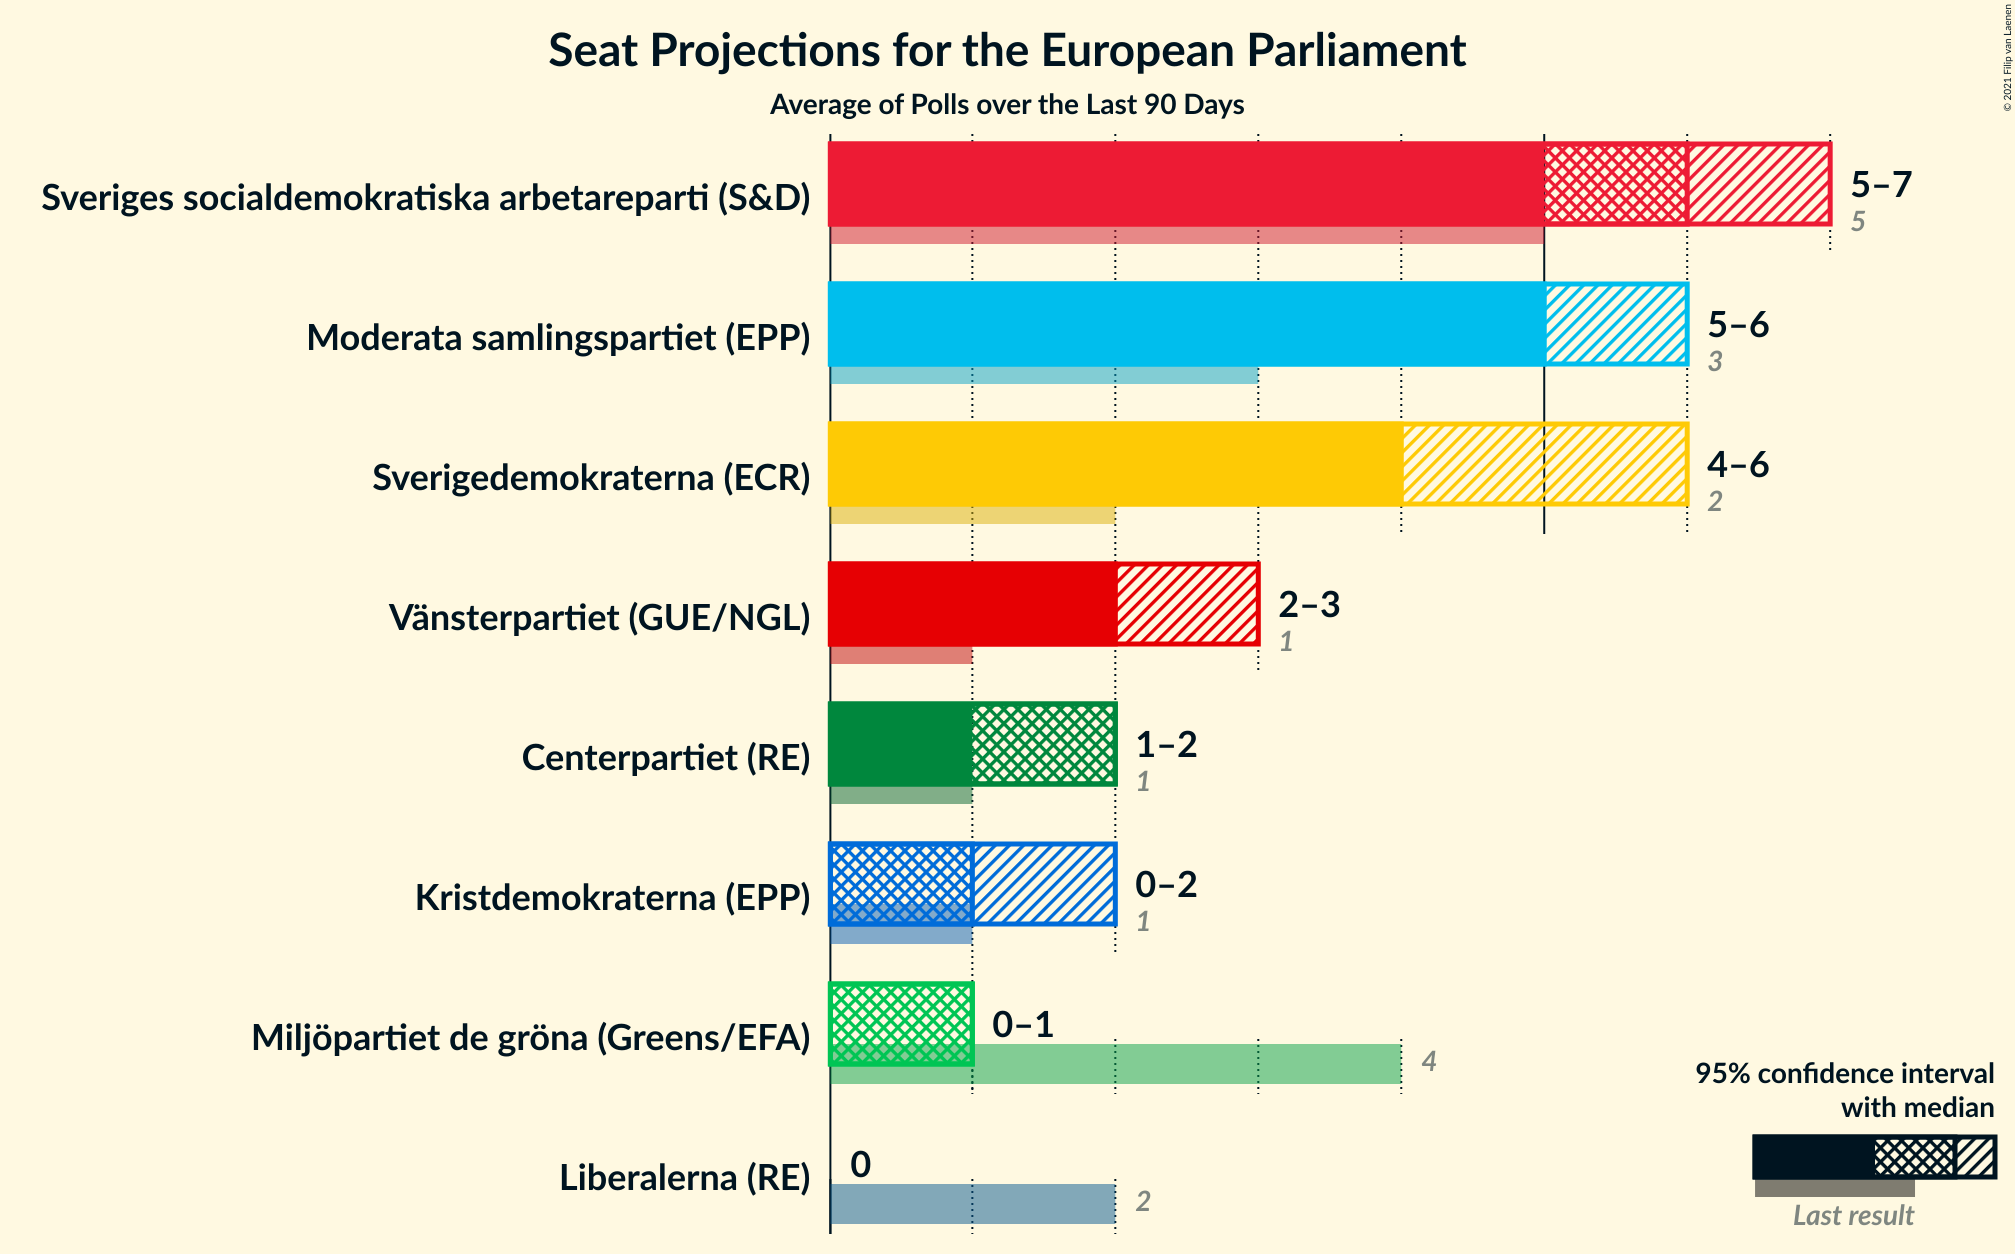 Seat Projections for the European Parliament
Average of Polls over the Last 90 Days
© 2021 Filip van Laenen
Sveriges socialdemokratiska arbetareparti (S&D)
5–7
5
Moderata samlingspartiet (EPP)
5–6
3
Sverigedemokraterna (ECR)
4–6
2
Vänsterpartiet (GUE/NGL)
2–3
1
Centerpartiet (RE)
1–2
1
Kristdemokraterna (EPP)
0–2
1
Miljöpartiet de gröna (Greens/EFA)
0–1
4
Liberalerna (RE)
0
2
95% confidence interval
with median
Last result